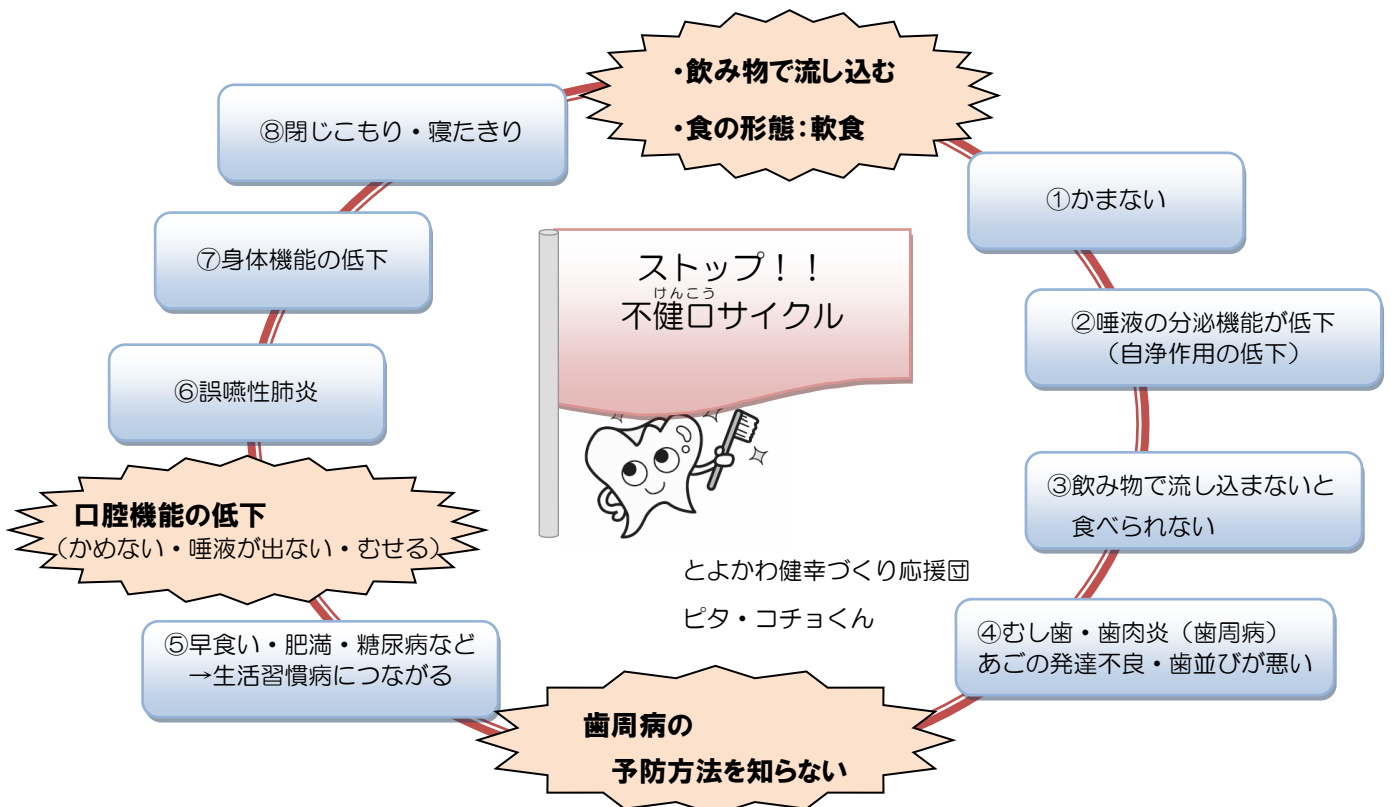 ・飲み物で流し込む
・食の形態：軟食
①かまない
②唾液の分泌機能が低下
（自浄作用の低下）
③飲み物で流し込まないと
食べられない
④むし歯・歯肉炎（歯周病）
あごの発達不良・歯並びが悪い
歯周病の
予防方法を知らない
⑤早食い・肥満・糖尿病など
→生活習慣病につながる
口腔機能の低下
（かめない・唾液が出ない・むせる）
⑥誤嚥性肺炎
⑦身体機能の低下
⑧閉じこもり・寝たきり
ストップ！！
けんこう
不健口サイクル
とよかわ健幸づくり応援団
ピタ・コチョくん